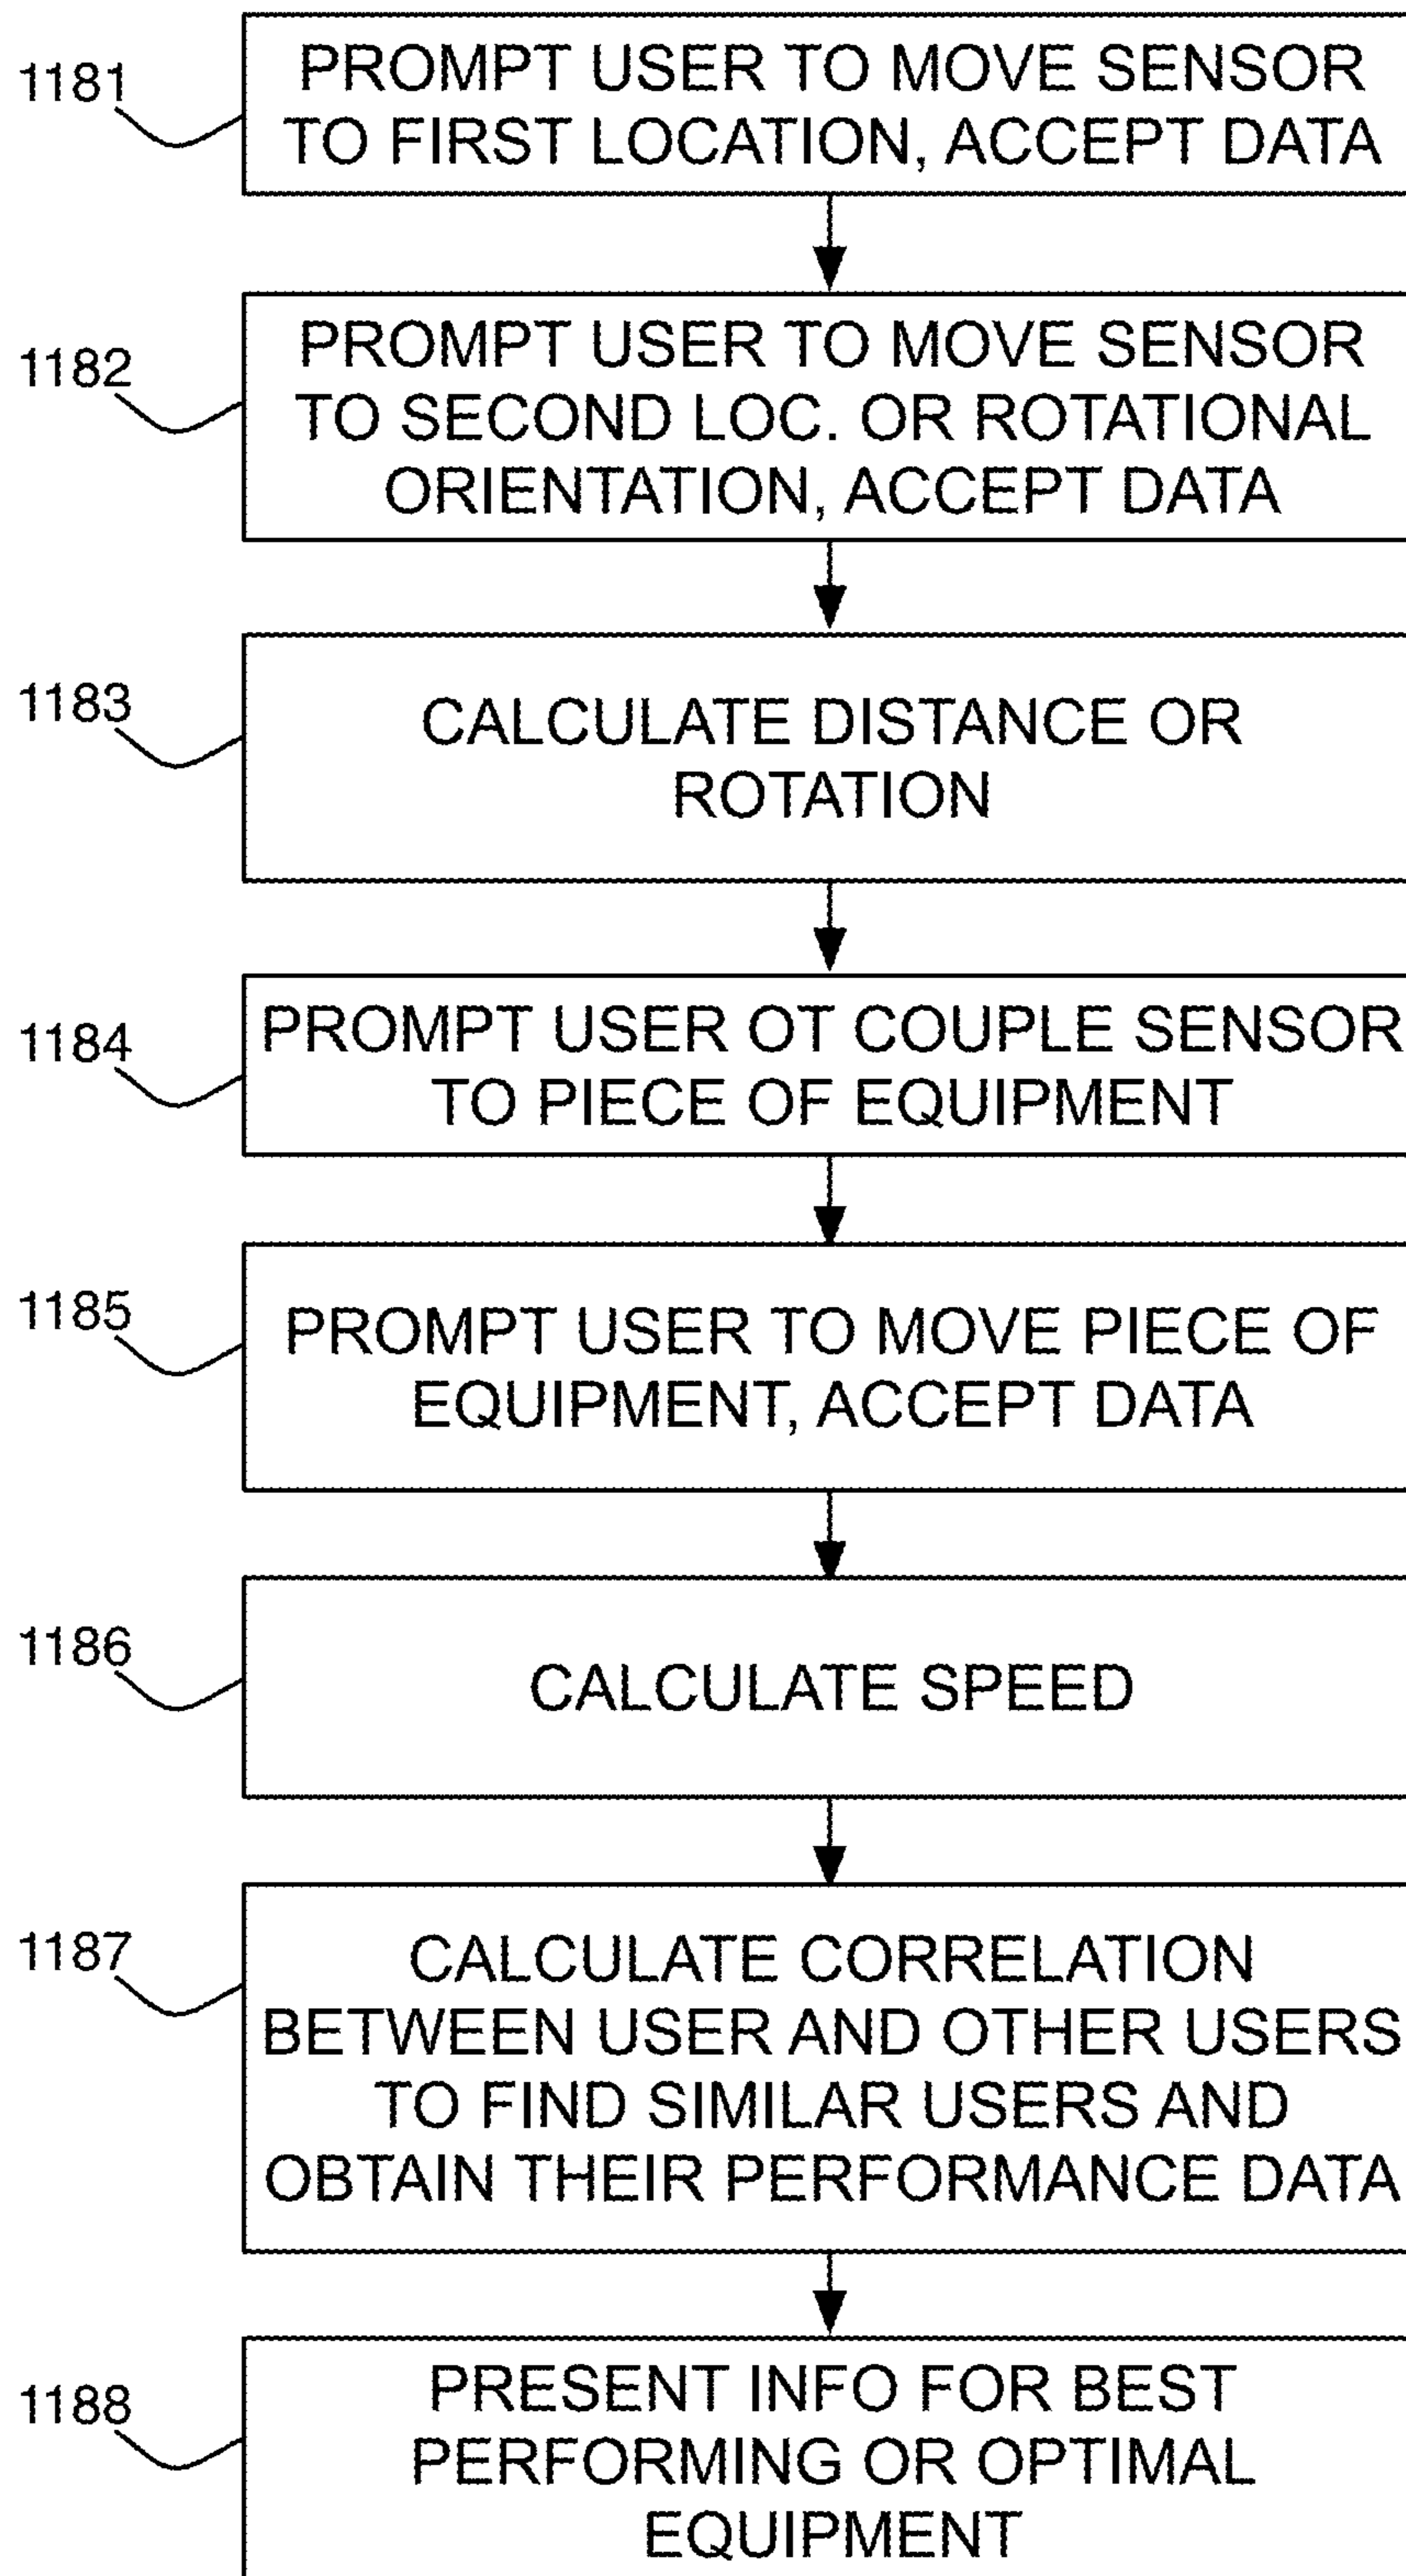 1181
PROMPT USER TO MOVE SENSOR
TO FIRST LOCATION, ACCEPT DATA
1182
PROMPT USER TO MOVE SENSOR
TO SECOND LOC. OR ROTATIONAL
ORIENTATION, ACCEPT DATA
1183
CALCULATE DISTANCE OR
ROTATION
1184
PROMPT USER OT COUPLE SENSOR
TO PIECE OF EQUIPMENT
1185
PROMPT USER TO MOVE PIECE OF
EQUIPMENT, ACCEPT DATA
1186
CALCULATE SPEED
1187
CALCULATE CORRELATION
BETWEEN USER AND OTHER USERS
TO FIND SIMILAR USERS AND
OBTAIN THEIR PERFORMANCE DATA
1188
PRESENT INFO FOR BEST
PERFORMING OR OPTIMAL
EQUIPMENT